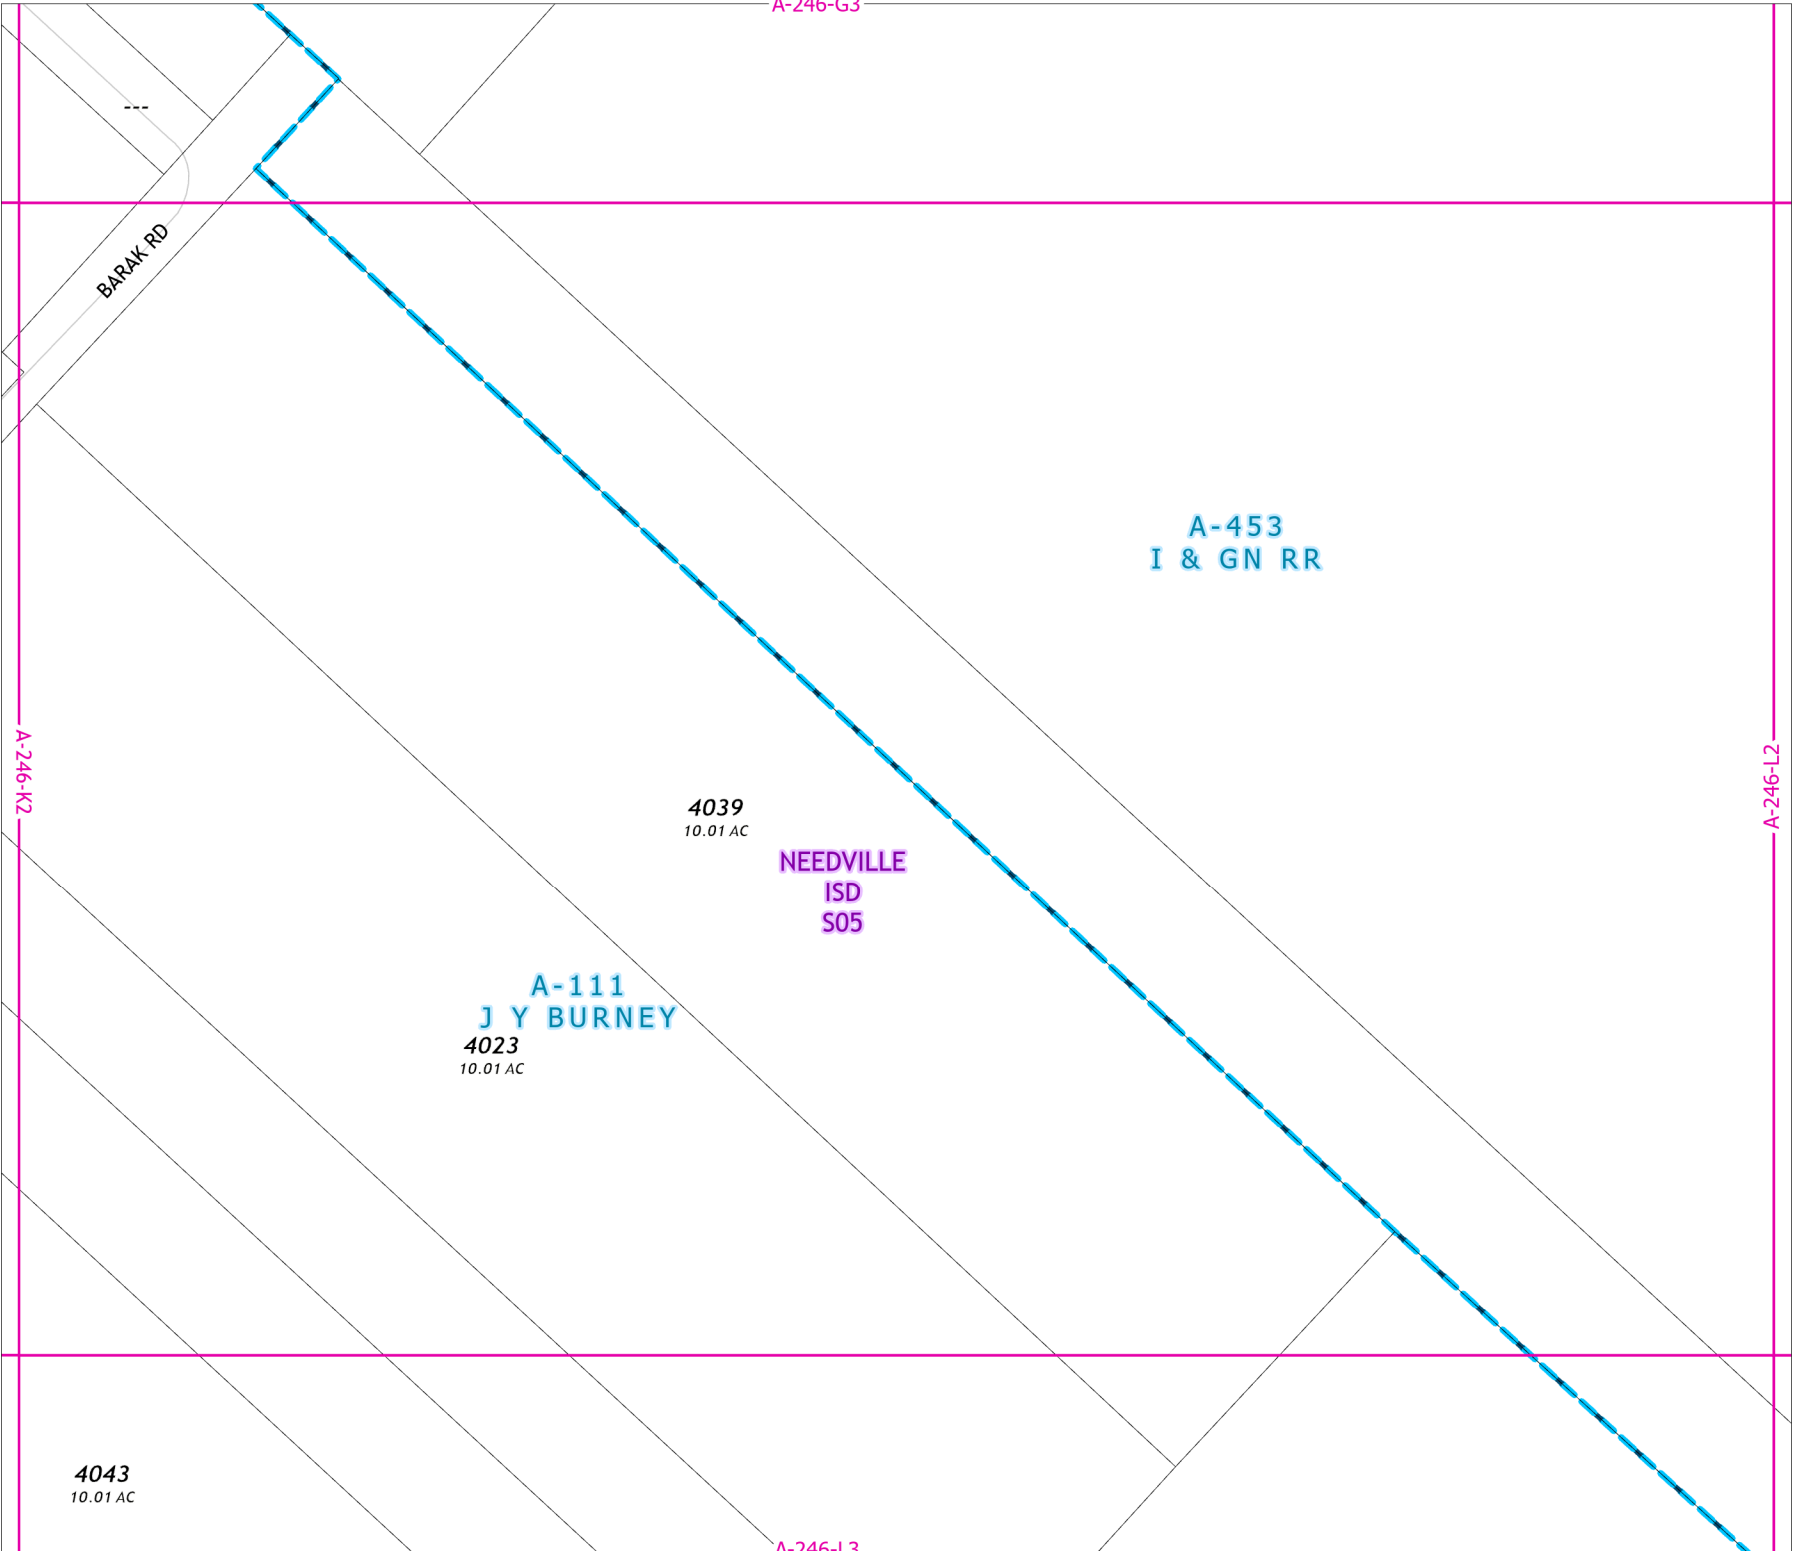 A-246-G3
---
BARAK RD
A-453
I & GN RR
A-246-K2
A-246-L2
4039
10.01 AC
NEEDVILLE
ISD
S05
A-111
J Y BURNEY
4023
10.01 AC
4043
10.01 AC
A-246-L3